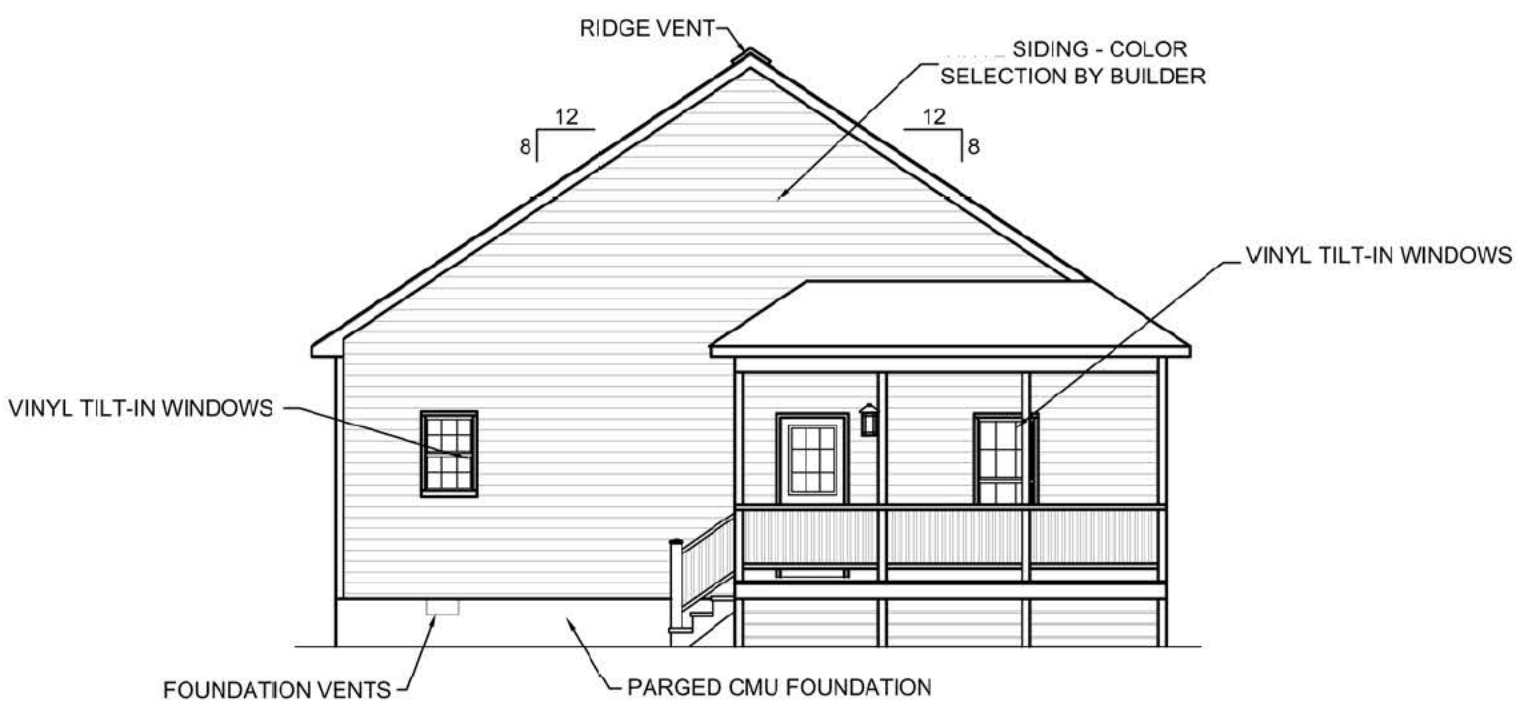 RIDGE VENT
SIDING - COLOR
SELECTION BY BUILDER
12
8
12
8
VINYL TILT-IN WINDOWS
VINYL TILT-IN WINDOWS
FOUNDATION VENTS
PARGED CMU FOUNDATION